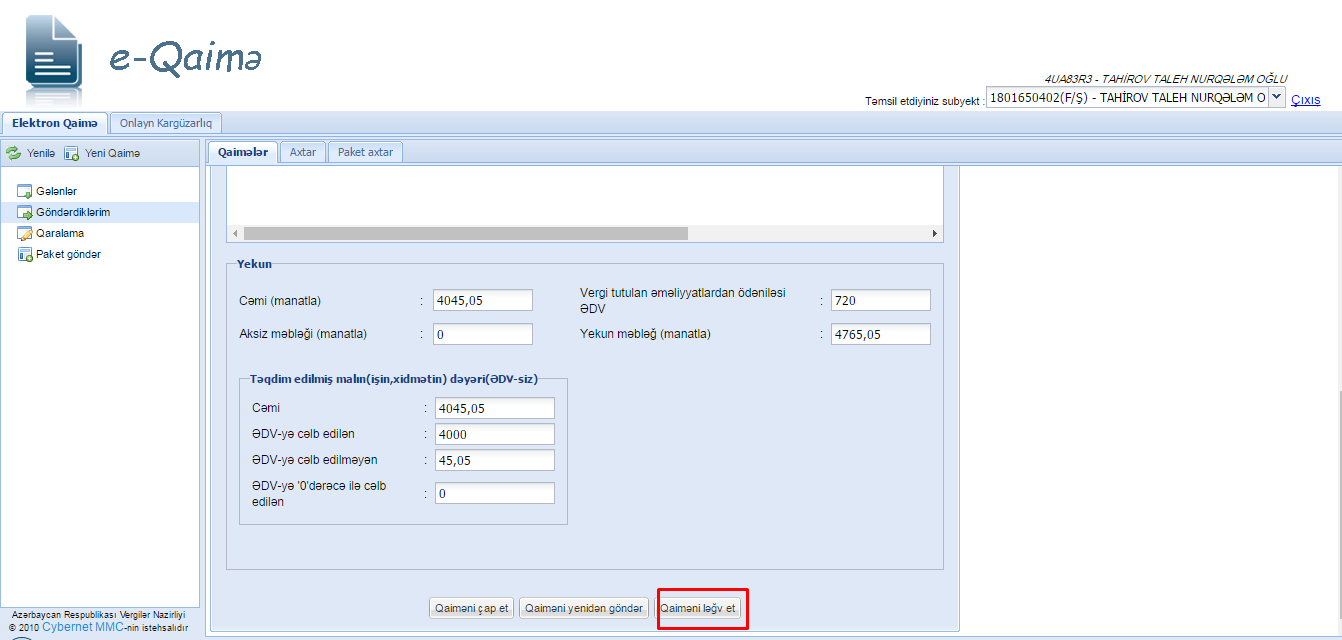 e-Qaimə
4UA83R3 - TAHİROV TALEH NURQƏLƏM OĞLU
Təmsil etdiyiniz subyekt : 1801650402(F/Ş) - TAHİROV TALEH NURQƏLƏM O Çıxıs
Elektron Qaimə Onlayn Kargüzarlıq
Yenilə Yeni Qaimə
Qaimələr Axtar Paket axtar
Gələnlər
Göndərdiklərim
Qaralama
Paket göndər
Yekun
Cəmi (manatla) : 4045,05
Vergi tutulan əməliyyatlardan ödəniləsi
ƏDV : 720
Aksiz məbləği (manatla) : 0
Yekun məbləğ (manatla) : 4765,05
Təqdim edilmiş malın(işin,xidmətin) dəyəri(ƏDV-siz)
Cəmi : 4045,05
ƏDV-yə cəlb edilən : 4000
ƏDV-yə cəlb edilməyən : 45,05
ƏDV-yə '0'dərəcə ilə cəlb
edilən : 0
Qaiməni çap et Qaiməni yenidən göndər Qaiməni ləğv et
Azərbaycan Respublikası Vergilər Nazirliyi
© 2010 Cybernet MMC-nin istehsalıdır